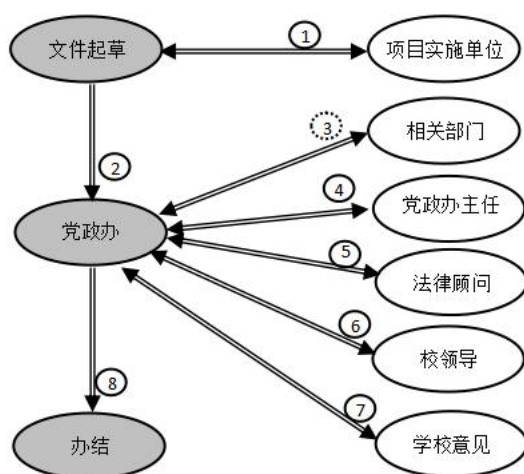 文件起草
1
项目实施单位
2
3
相关部门
党政办
4
党政办主任
5
法律顾问
6
校领导
7
学校意见
8
办结